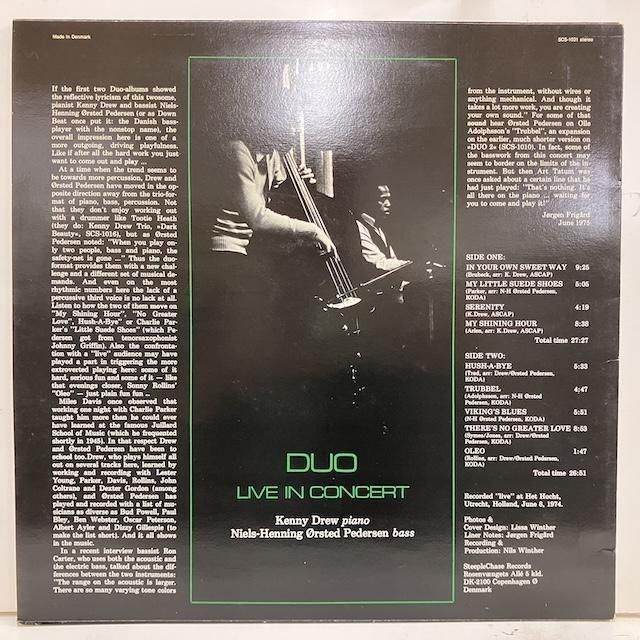 Made in Denmark
SCS-1031 stereo
If the first two Duo-albums showed
the reflective lyricism of this twosome,
pianist Kenny Drew and bassist Niels-
Henning Ørsted Pedersen (or as Down
Beat once put it: the Danish bass-
player with the nonstop name), the
overall impression here is one of a
more outgoing, driving playfulness.
Like if after all the hard work you just
want to come out and play ...
At a time when the trend seems to
be towards more percussion, Drew and
Ørsted Pedersen have moved in the op-
posite direction away from the trio-for-
mat of piano, bass, percussion. Not
that they don't enjoy working out
with a drummer like Tootie Heath
(they do: Kenny Drew Trio, »Dark
Beauty«, SCS-1016), but as Ørsted
Pedersen noted: "When you play on-
ly two people, bass and piano, the
safety-net is gone ..." Thus the duo-
format provides them with a new chal-
lenge and a different set of musical de-
mands. And even on the most
rhythmic numbers here the lack of a
percussive third voice is no lack at all.
Listen to how the two of them move on
"My Shining Hour", "No Greater
Love", Hush-A-Bye" or Charlie Par-
ker's "Little Suede Shoes" (which Pe-
dersen got from tenorsaxophonist
Johnny Griffin). Also the confronta-
tion with a "live" audience may have
played a part in triggering the more
extroverted playing here: some of it
hard, serious fun and some of it — like
that evenings closer, Sonny Rollins'
"Oleo" — just plain fun fun ..
Miles Davis once observed that
working one night with Charlie Parker
taught him more than he could ever
have learned at the famous Juillard
School of Music (which he frequented
shortly in 1945). In that respect Drew
and Ørsted Pedersen have been to
school too.Drew, who plays himself all
out on several tracks here, learned by
working and recording with Lester
Young, Parker, Davis, Rollins, John
Coltrane and Dexter Gordon (among
others), and Ørsted Pedersen has
played and recorded with a list of mu-
sicians as diverse as Bud Powell, Paul
Bley, Ben Webster, Oscar Peterson,
Albert Ayler and Dizzy Gillespie (to
make the list short). And it all shows
in the music.
In a recent interview bassist Ron
Carter, who uses both the acoustic and
the electric bass, talked about the dif-
ferences between the two instruments:
"The range on the acoustic is larger.
There are so many varying tone colors
DUO
LIVE IN CONCERT
Kenny Drew piano
Niels-Henning Ørsted Pedersen bass
from the instrument, without wires or
anything mechanical. And though it
takes a lot more work, you are creating
your own sound." For some of that
sound hear Ørsted Pedersen on Olle
Adolphsson's "Trubbel", an expansion
on the earlier, much shorter version on
»DUO 2« (SCS-1010). In fact, some of
the basswork from this concert may
seem to border on the limits of the in-
strument. But then Art Tatum was
once asked about a certain line that he
had just played: "That's nothing. It's
all there in the piano ... waiting for
you to come and play it!"
Jørgen Frigård
June 1975
SIDE ONE:
IN YOUR OWN SWEET WAY 9:25
(Brubeck, arr: K. Drew, ASCAP)
MY LITTLE SUEDE SHOES 5:05
(Parker, arr: N-H Ørsted Pedersen,
KODA)
SERENITY 4:19
(K.Drew, ASCAP)
MY SHINING HOUR 8:38
(Arlen, arr: K.Drew, ASCAP)
Total time 27:27
SIDE TWO:
HUSH-A-BYE 5:33
(Trad, arr: Drew/Ørsted Pedersen,
KODA)
TRUBBEL 4:47
(Adolphsson, arr: N-H Ørsted
Pedersen, KODA)
VIKING'S BLUES 5:51
(N-H Ørsted Pedersen, KODA)
THERE'S NO GREATER LOVE 8:53
(Symes/Jones, arr: Drew/Ørsted
Pedersen, KODA)
OLEO 1:47
(Rollins, arr: Drew/Ørsted
Pedersen, KODA)
Total time 26:51
Recorded "live" at Het Hocht,
Utrecht, Holland, June 8, 1974.
Photos &
Cover Design: Lissa Winther
Liner Notes: Jørgen Frigård
Recording &
Production: Nils Winther
SteepleChase Records
Rosenvængets Allé 5 kld.
DK-2100 Copenhagen Ø
Denmark